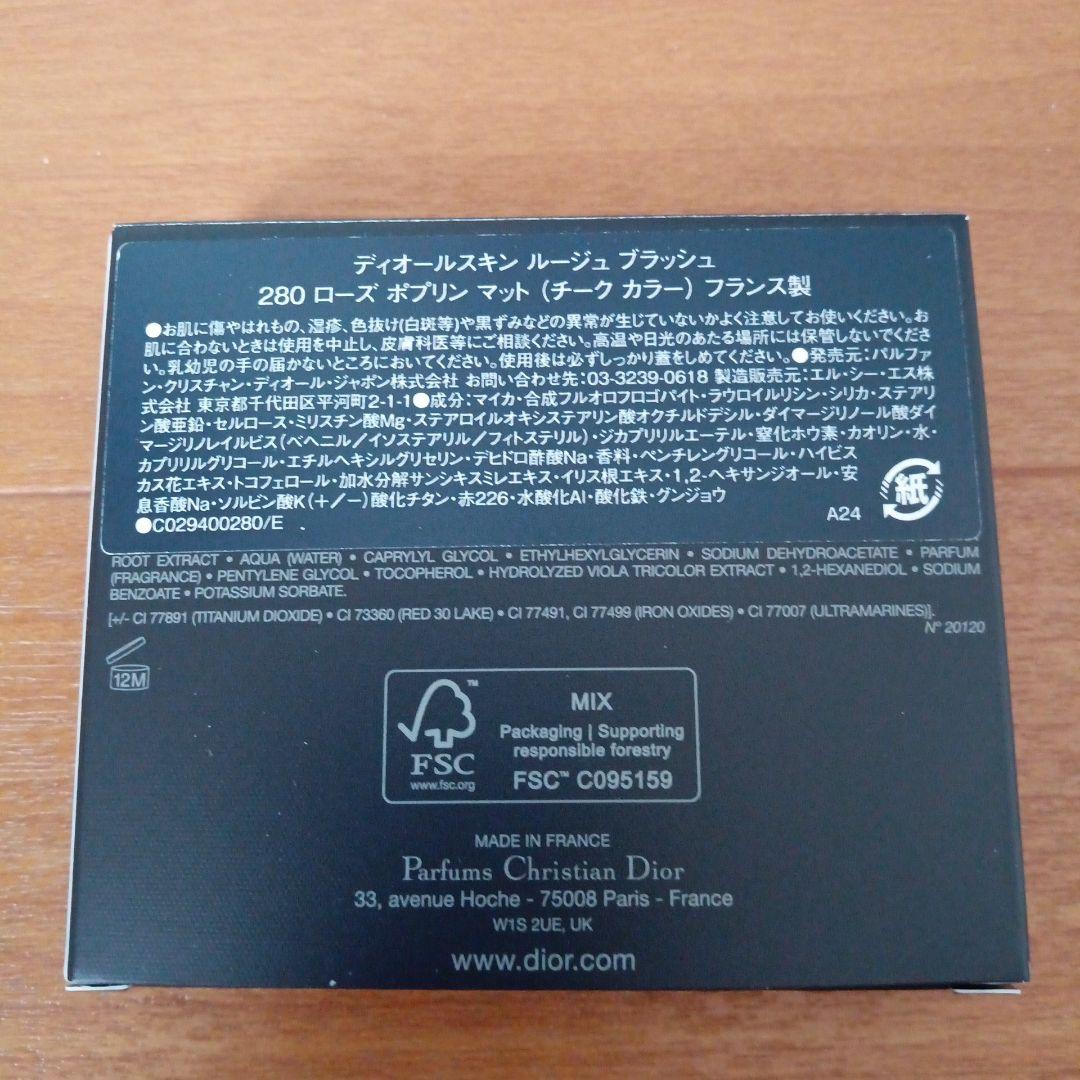 ディオールスキン ルージュ ブラッシュ
280 ローズ ポプリン マット (チーク カラー) フランス製
●お肌に傷やはれもの、湿疹、色抜け(白斑等)や黒ずみなどの異常が生じていないかよく注意してお使いください。お
肌に合わないときは使用を中止し、皮膚科医等にご相談ください。高温や日光のあたる場所には保管しないでくださ
い。乳幼児の手の届かないところにおいてください。使用後は必ずしっかり蓋をしめてください。●発売元:パルファ
ン・クリスチャン・ディオール・ジャポン株式会社 お問い合わせ先:03-3239-0618 製造販売元:エル・シー・エス株
式会社 東京都千代田区平河町2-1-1●成分:マイカ・合成フルオロフロゴパイト・ラウロイルリシン・シリカ・ステアリ
ン酸亜鉛・セルロース・ミリスチン酸Mg・ステアロイルオキシステアリン酸オクチルドデシル・ダイマージリノール酸ダイ
マージリノレイルビス(ベヘニル/イソステアリル/フィトステリル)・ジカプリリルエーテル・窒化ホウ素・カオリン・水・
カプリリルグリコール・エチルヘキシルグリセリン・デヒドロ酢酸Na・香料・ペンチレングリコール・ハイビス
カス花エキス・トコフェロール・加水分解サンシキスミレエキス・イリス根エキス・1,2-ヘキサンジオール・安
息香酸Na・ソルビン酸K(+/-)酸化チタン・赤226・水酸化Al・酸化鉄・グンジョウ
●C029400280/E
A24
紙
ROOT EXTRACT • AQUA (WATER) • CAPRYLYL GLYCOL • ETHYLHEXYLGLYCERIN • SODIUM DEHYDROACETATE • PARFUM
(FRAGRANCE) • PENTYLENE GLYCOL • TOCOPHEROL • HYDROLYZED VIOLA TRICOLOR EXTRACT • 1,2-HEXANEDIOL • SODIUM
BENZOATE • POTASSIUM SORBATE.
[+/- CI 77891 (TITANIUM DIOXIDE) • CI 73360 (RED 30 LAKE) • CI 77491, CI 77499 (IRON OXIDES) • CI 77007 (ULTRAMARINES)].
N° 20120
12M
FSC
www.fsc.org
MIX
Packaging | Supporting
responsible forestry
FSC™ C095159
MADE IN FRANCE
Parfums Christian Dior
33, avenue Hoche - 75008 Paris - France
W1S 2UE, UK
www.dior.com